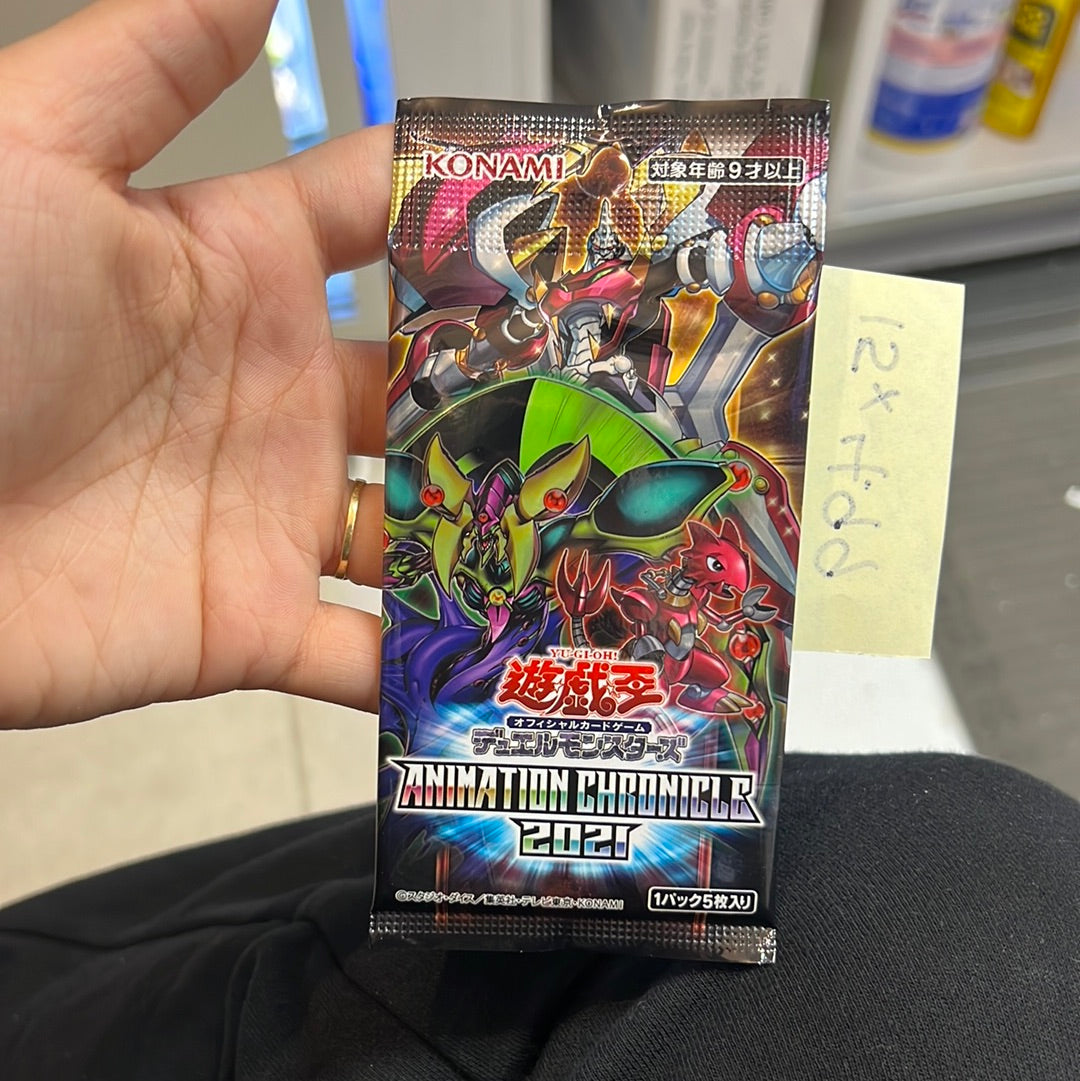 KONAMI
対象年齢9才以上
YU-GI-OH!
遊戯王
オフィシャルカードゲーム
デュエルモンスターズ
ANIMATION CHRONICLE
2021
©スタジオ・ダイス／集英社・テレビ東京・KONAMI
1パック5枚入り
12x